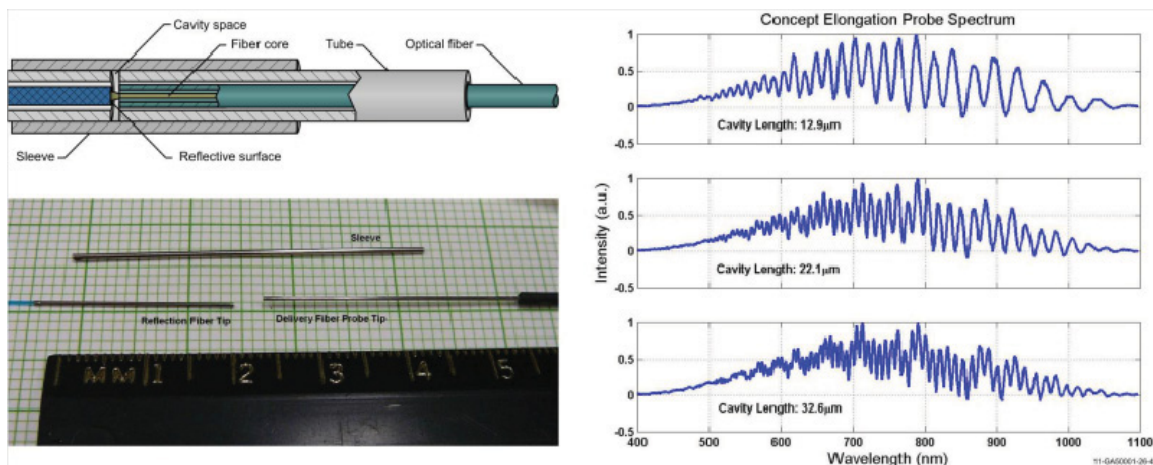 Cavity space
Fiber core
Tube
Optical fiber
Sleeve
Reflective surface
Sleeve
Reflection Fiber Tip
Delivery Fiber Probe Tip
MM 1 2 3 4 5
Concept Elongation Probe Spectrum
1
0.5
0
-0.5
Cavity Length: 12.9µm
1
0.5
0
-0.5
Cavity Length: 22.1µm
Intensity (a.u.)
1
0.5
0
-0.5
Cavity Length: 32.6µm
400 500 600 700 800 900 1000 1100
Wavelength (nm)
11-GA50001-26-4